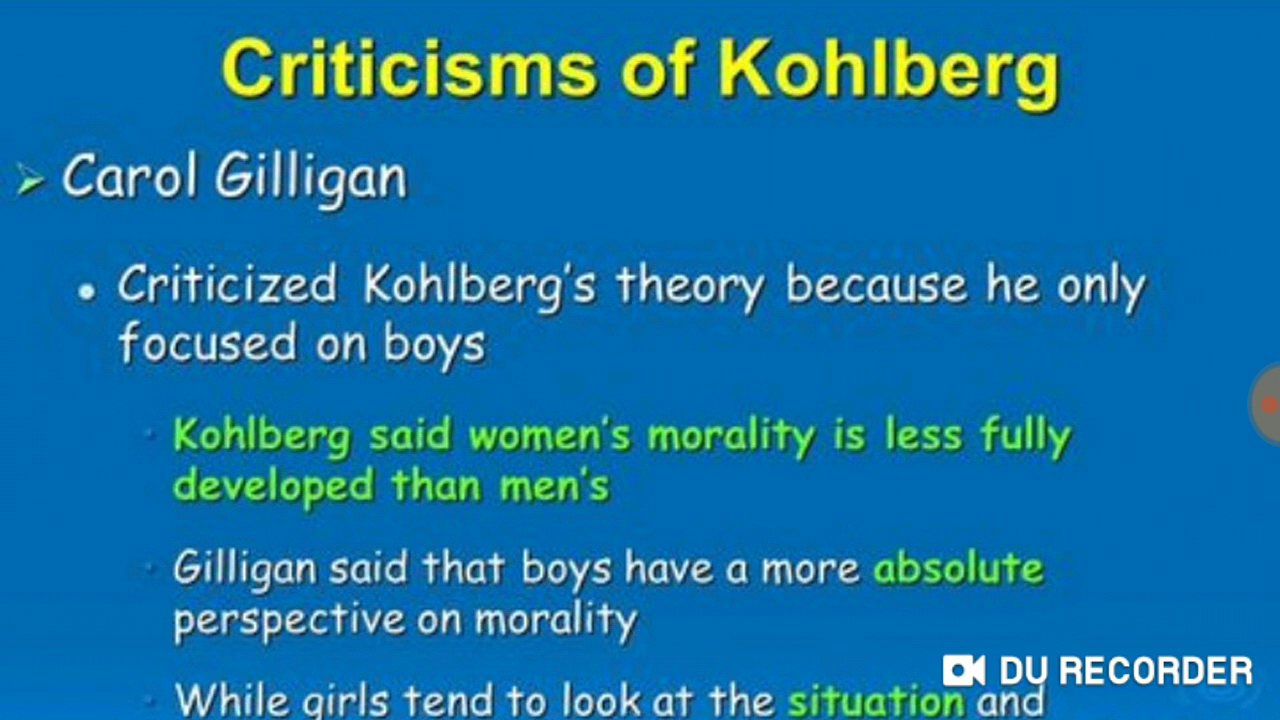 Criticisms of Kohlberg
Carol Gilligan
Criticized Kohlberg's theory because he only
focused on boys
Kohlberg said women's morality is less fully
developed than men's
Gilligan said that boys have a more absolute
perspective on morality
While girls tend to look at the situation and
DU RECORDER